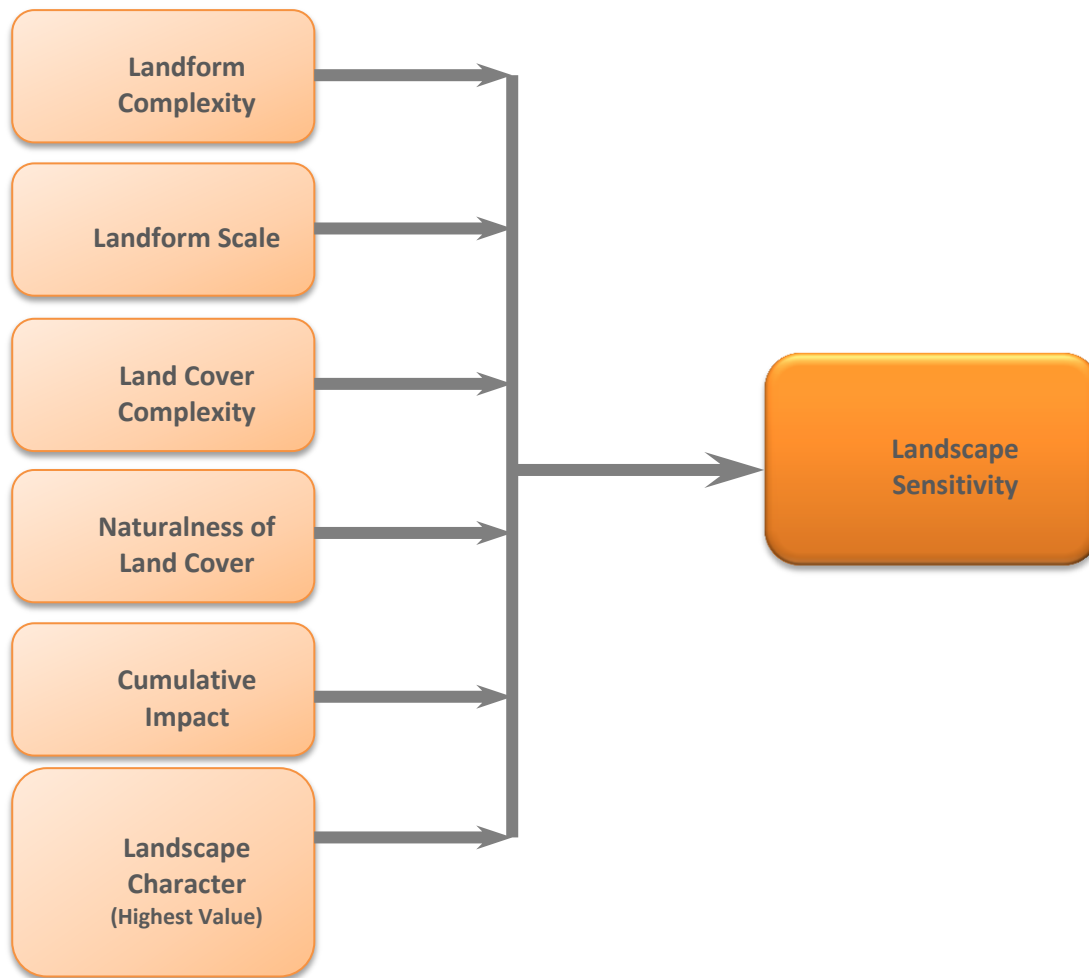 Landform
Complexity
Landform Scale
Land Cover
Complexity
Naturalness of
Land Cover
Cumulative
Impact
Landscape
Character
(Highest Value)
Landscape
Sensitivity